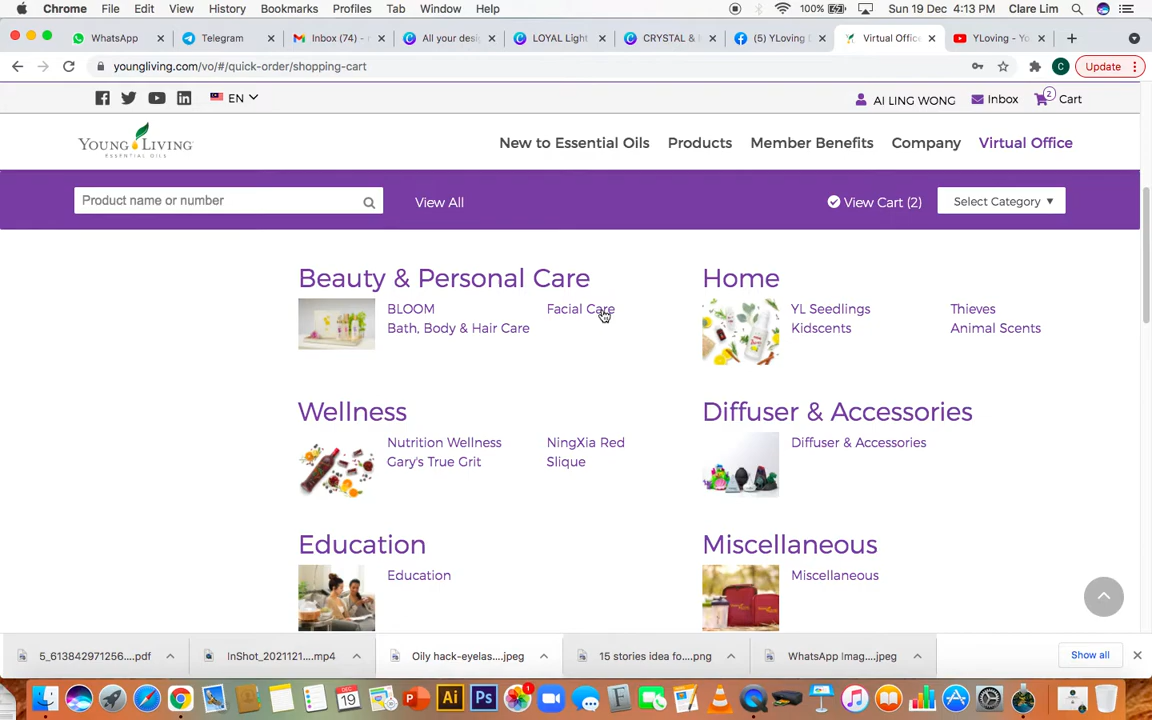 Chrome File Edit View History Bookmarks Profiles Tab Window Help 100% Sun 19 Dec 4:13 PM Clare Lim
WhatsApp Telegram Inbox (74) - All your desi LOYAL Light CRYSTAL & (5) YLoving Virtual Office YLoving - Yo
youngliving.com/vo/#/quick-order/shopping-cart C Update
EN AI LING WONG Inbox 2 Cart
YOUNG LIVING
ESSENTIAL OILS
New to Essential Oils Products Member Benefits Company Virtual Office
Product name or number View All View Cart (2) Select Category
Beauty & Personal Care
BLOOM Facial Care
Bath, Body & Hair Care
Home
YL Seedlings Thieves
Kidscents Animal Scents
Wellness
Nutrition Wellness NingXia Red
Gary's True Grit Slique
Diffuser & Accessories
Diffuser & Accessories
Education
Education
Miscellaneous
Miscellaneous
5_613842971256....pdf InShot_2021121....mp4 Oily hack-eyelas....jpeg 15 stories idea fo....png WhatsApp Imag....jpeg Show all
DEC
19
1
Ai Ps